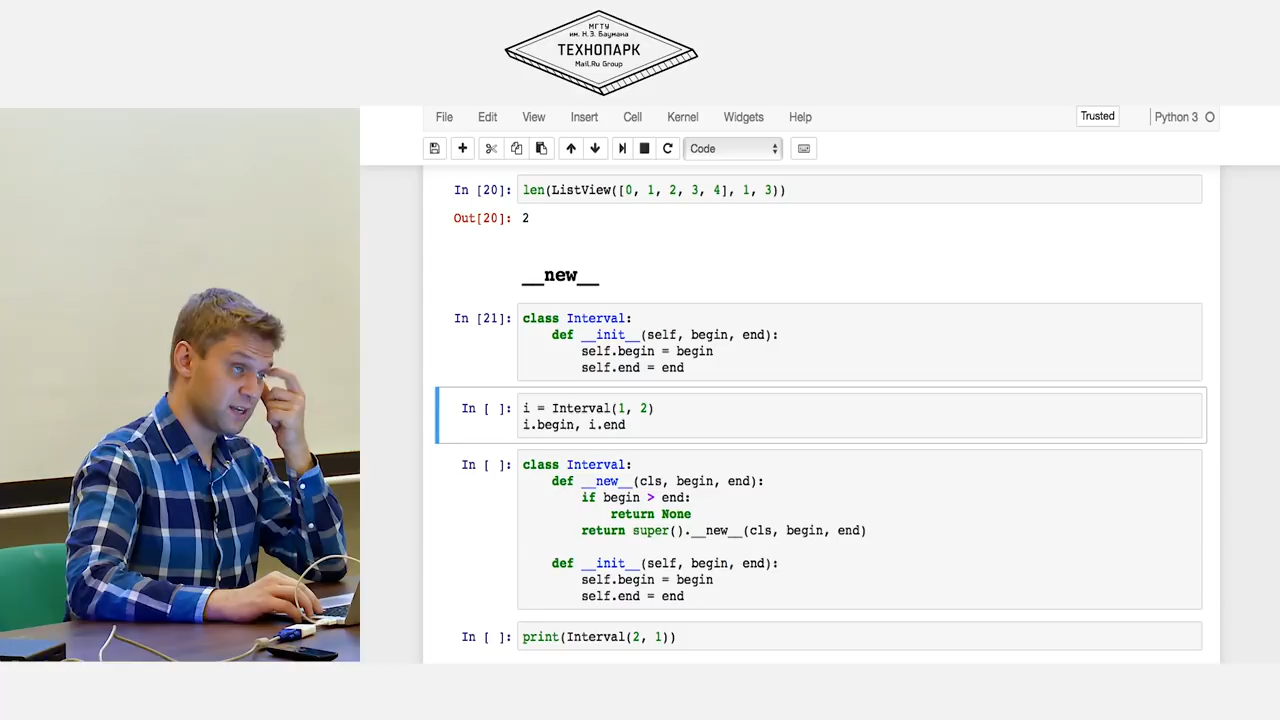 МГТУ
им. Н.Э. Баумана
ТЕХНОПАРК
Mail.Ru Group
File Edit View Insert Cell Kernel Widgets Help Trusted Python 3
Code
In [20]: len(ListView([0, 1, 2, 3, 4], 1, 3))
Out[20]: 2
__new__
In [21]: class Interval:
def __init__(self, begin, end):
self.begin = begin
self.end = end
In [ ]: i = Interval(1, 2)
i.begin, i.end
In [ ]: class Interval:
def __new__(cls, begin, end):
if begin > end:
return None
return super().__new__(cls, begin, end)
def __init__(self, begin, end):
self.begin = begin
self.end = end
In [ ]: print(Interval(2, 1))